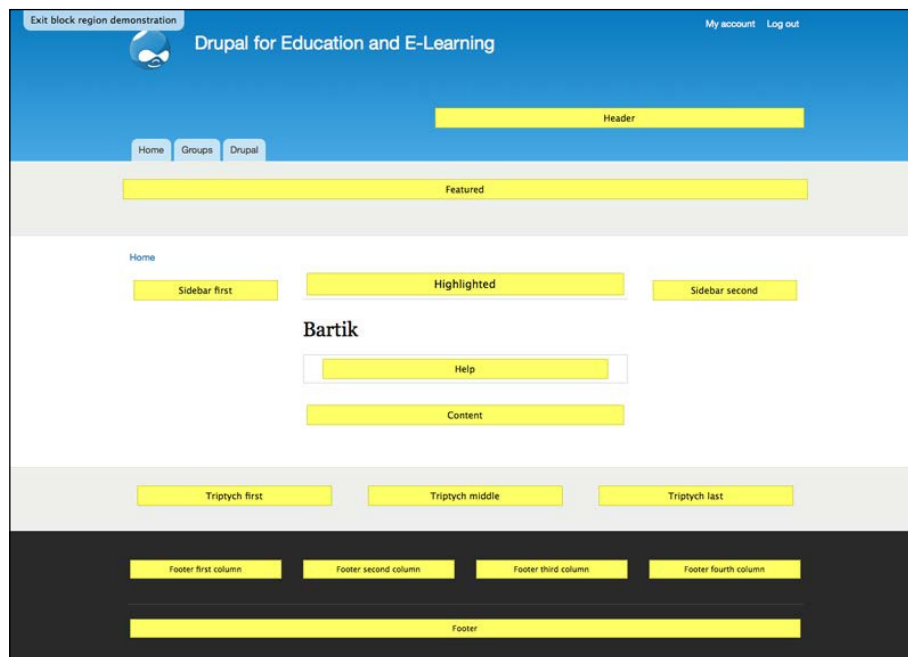 Exit block region demonstration
My account Log out
Drupal for Education and E-Learning
Header
Home Groups Drupal
Featured
Home
Sidebar first
Highlighted
Sidebar second
Bartik
Help
Content
Triptych first
Triptych middle
Triptych last
Footer first column
Footer second column
Footer third column
Footer fourth column
Footer